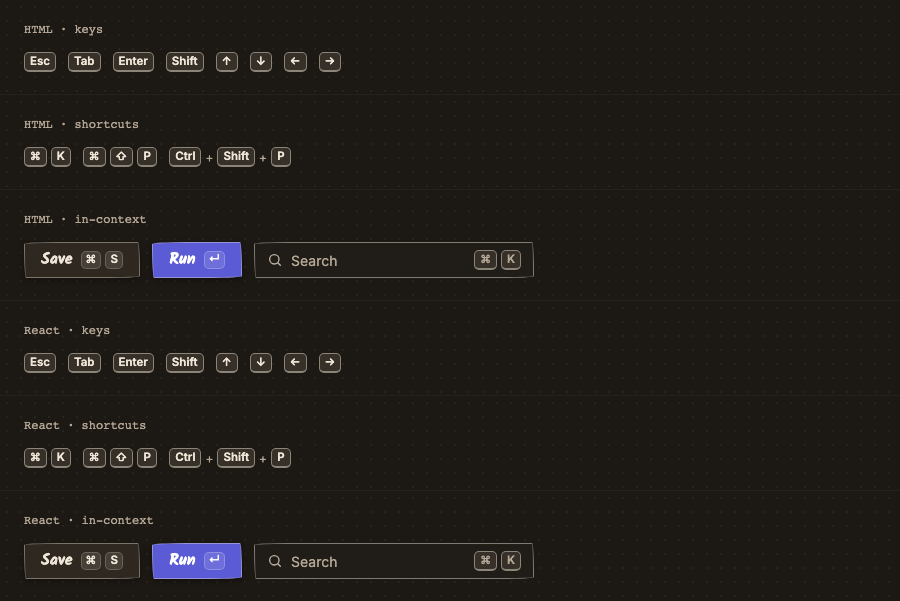 HTML · keys
Esc Tab Enter Shift ↑ ↓ ← →
HTML · shortcuts
⌘ K ⌘ ⇧ P Ctrl + Shift + P
HTML · in-context
Save ⌘ S Run ↵ Search ⌘ K
React · keys
Esc Tab Enter Shift ↑ ↓ ← →
React · shortcuts
⌘ K ⌘ ⇧ P Ctrl + Shift + P
React · in-context
Save ⌘ S Run ↵ Search ⌘ K